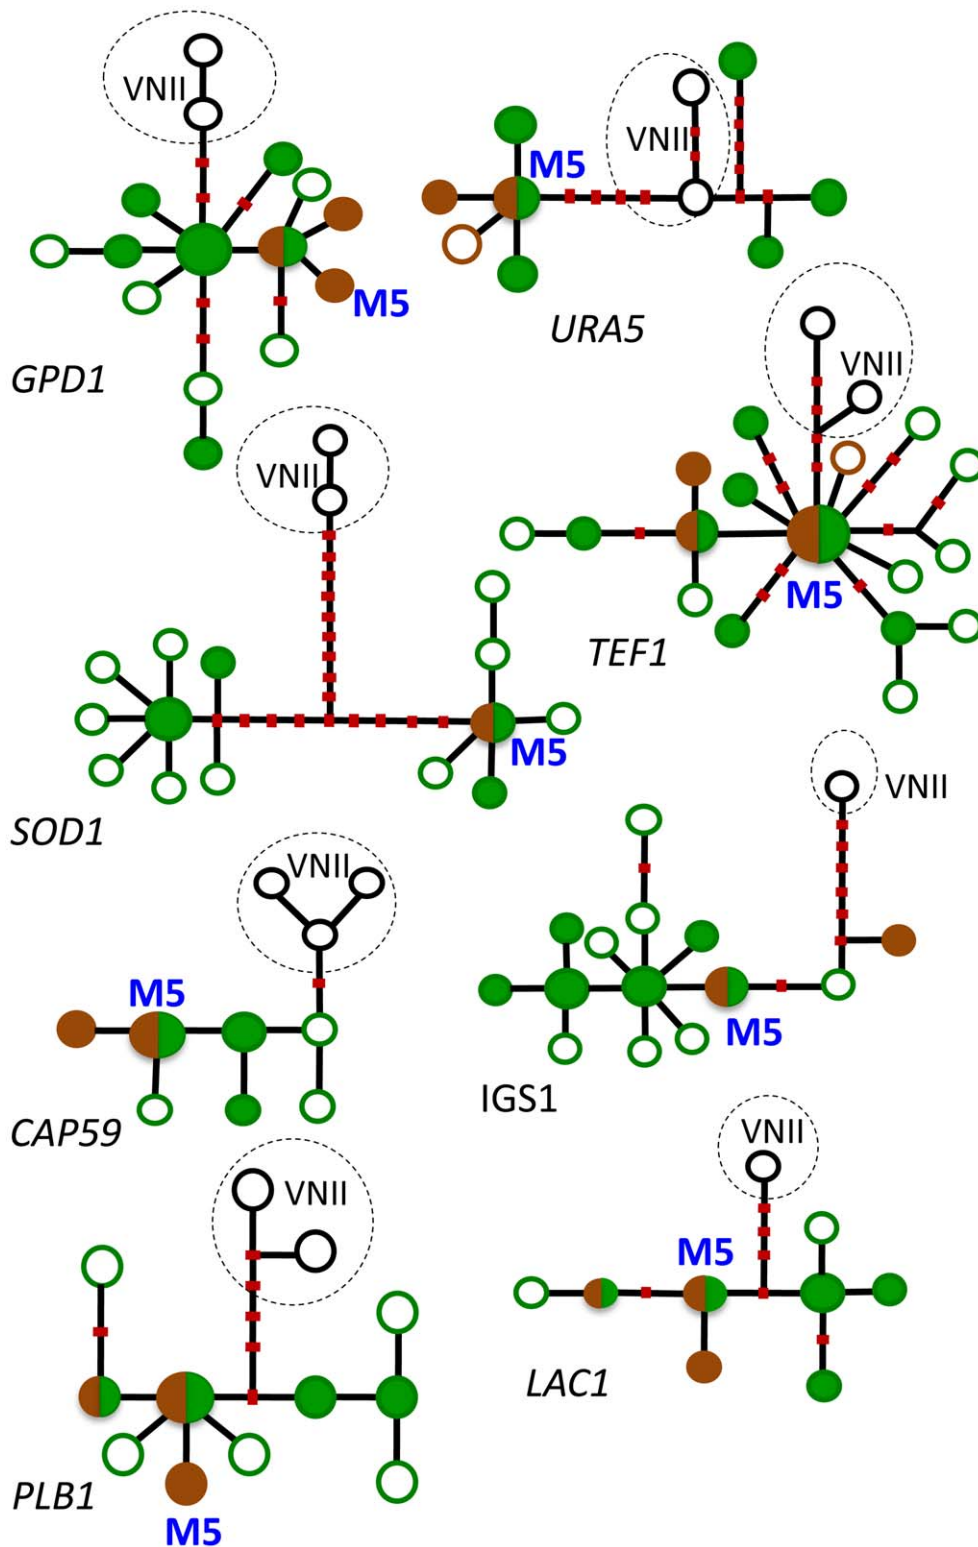 VNII
M5
GPD1
VNII
M5
URA5
VNII
M5
TEF1
VNII
M5
SOD1
VNII
M5
CAP59
VNII
M5
IGS1
VNII
M5
PLB1
VNII
M5
LAC1